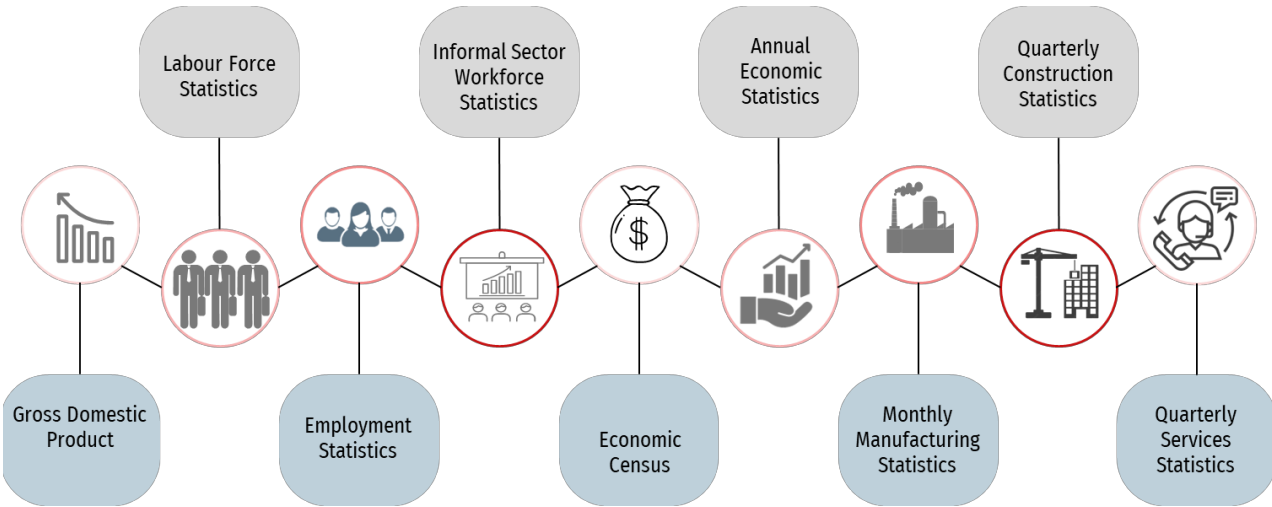 Labour Force
Statistics
Informal Sector
Workforce
Statistics
Annual
Economic
Statistics
Quarterly
Construction
Statistics
$
Gross Domestic
Product
Employment
Statistics
Economic
Census
Monthly
Manufacturing
Statistics
Quarterly
Services
Statistics